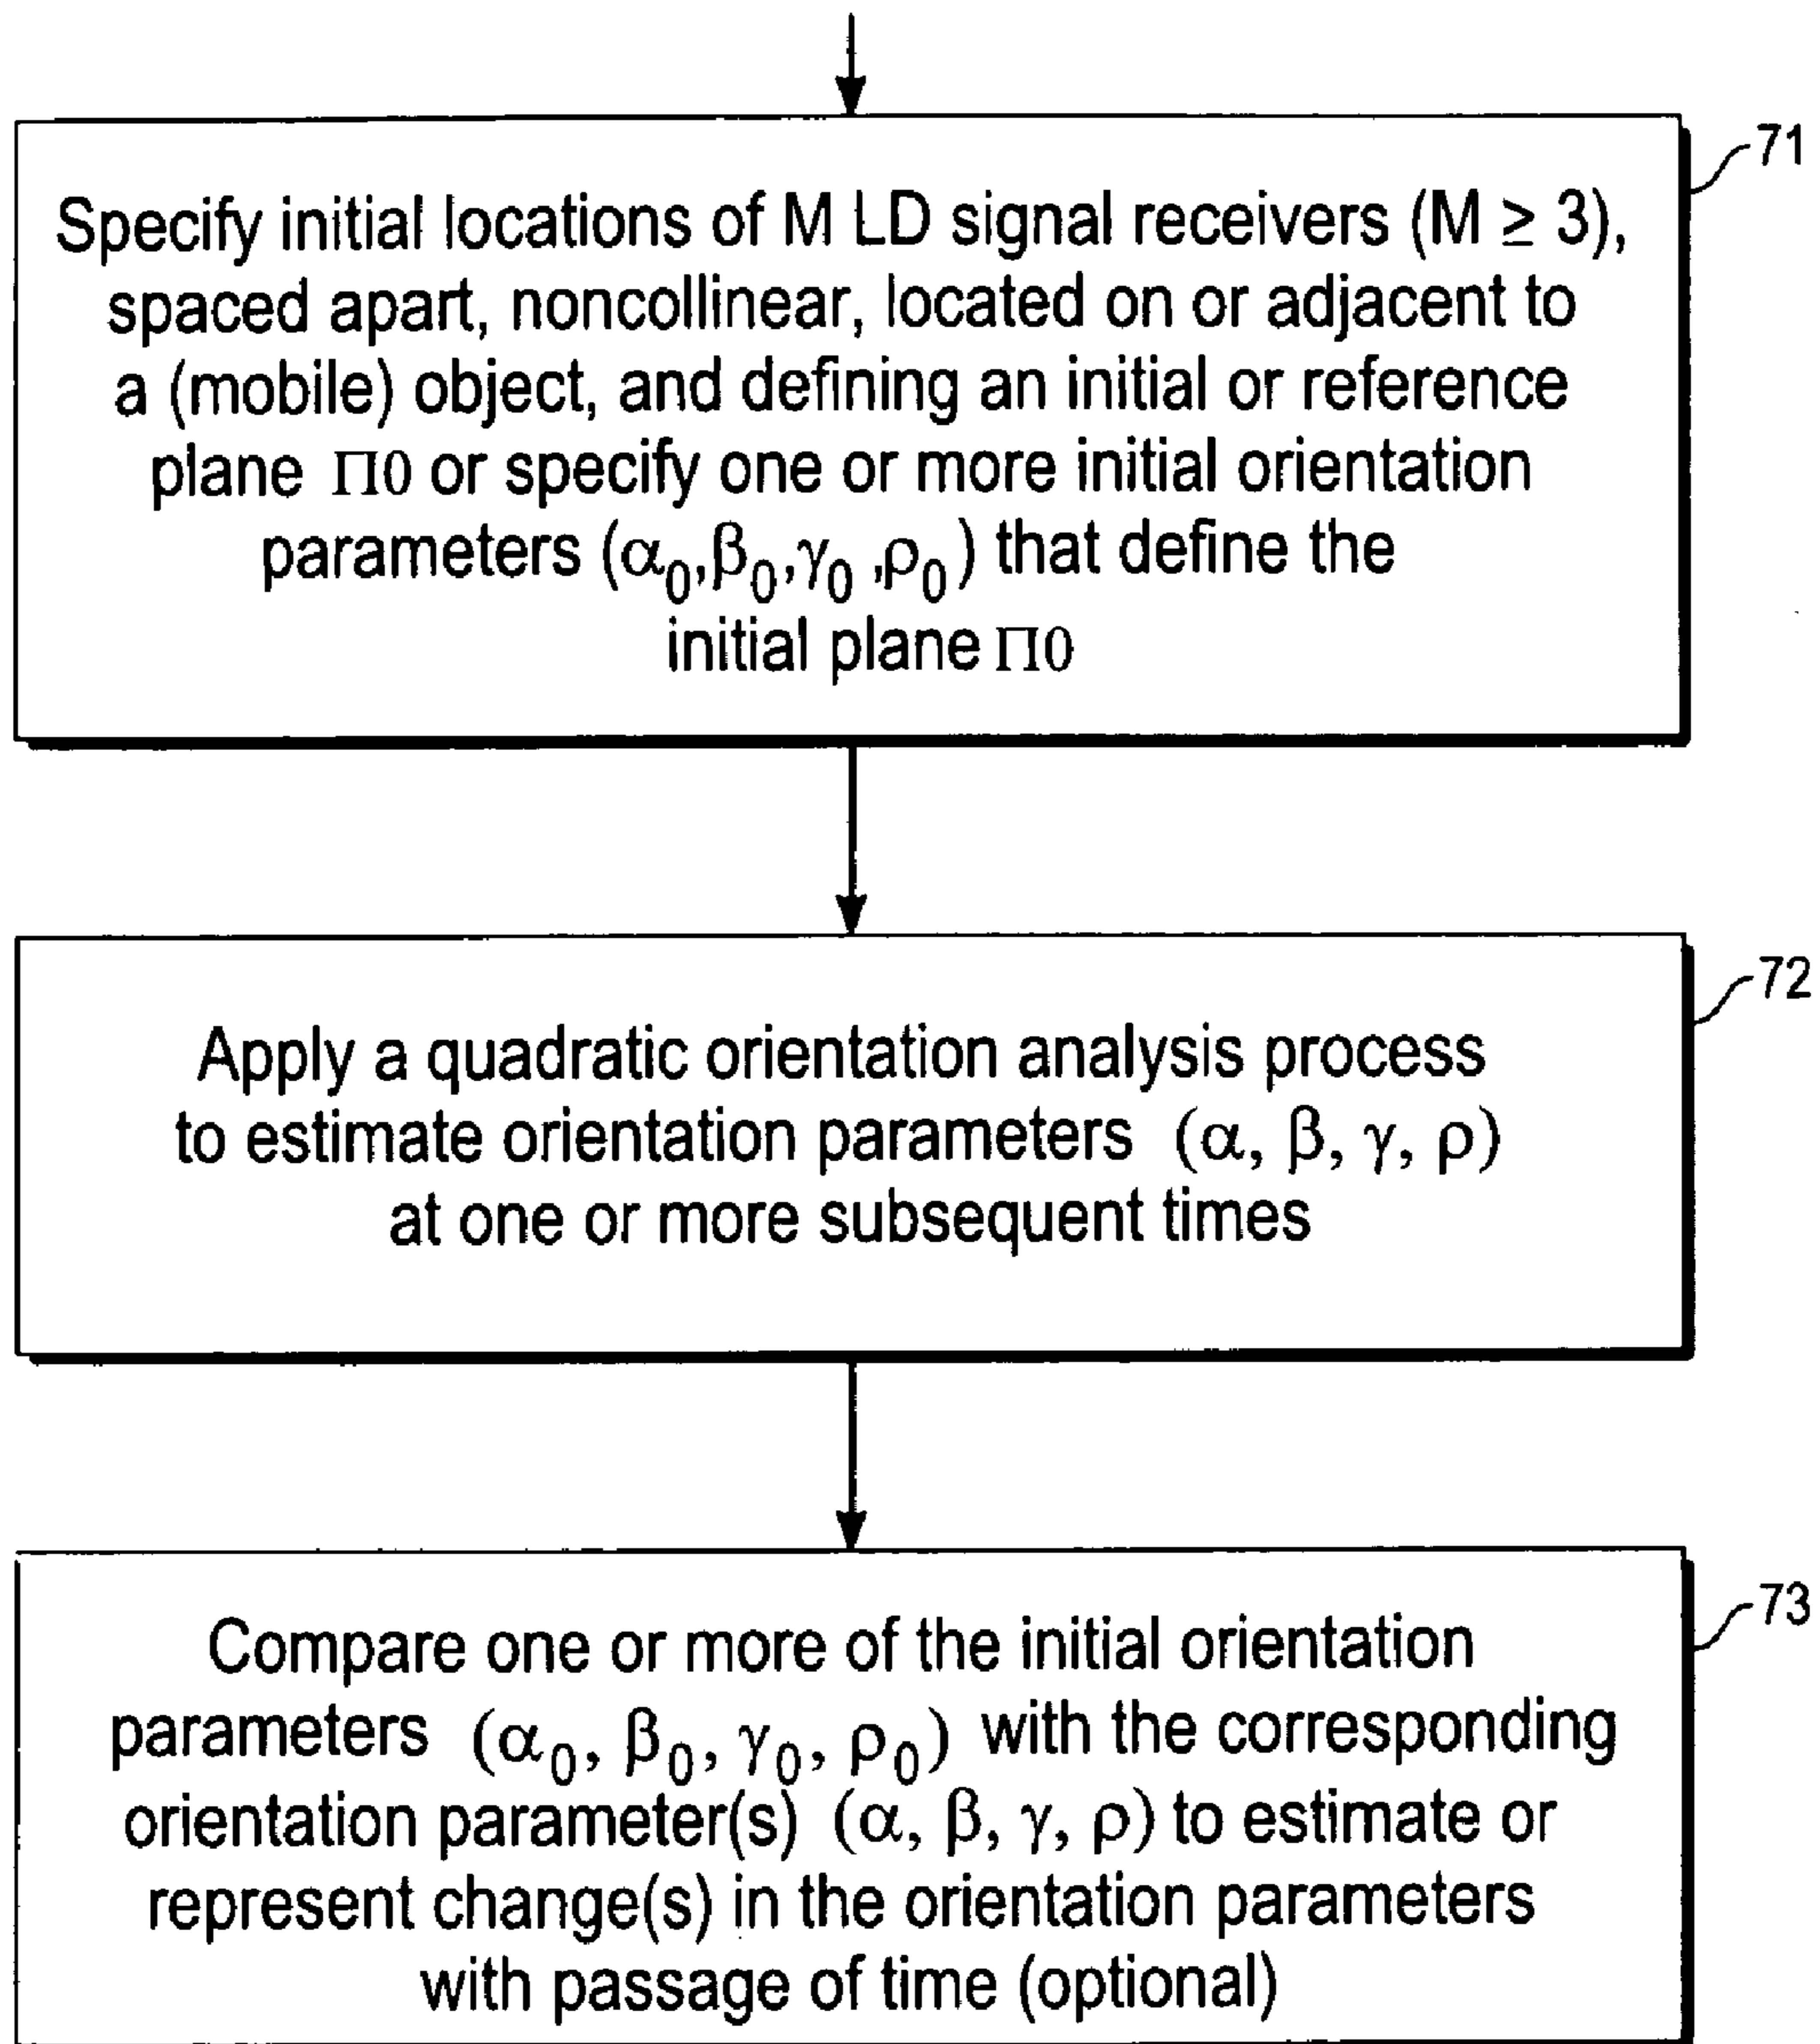 71
Specify initial locations of M LD signal receivers (M ≥ 3),
spaced apart, noncollinear, located on or adjacent to
a (mobile) object, and defining an initial or reference
plane Π0 or specify one or more initial orientation
parameters (α₀,β₀,γ₀,ρ₀) that define the
initial plane Π0
72
Apply a quadratic orientation analysis process
to estimate orientation parameters (α, β, γ, ρ)
at one or more subsequent times
73
Compare one or more of the initial orientation
parameters (α₀, β₀, γ₀, ρ₀) with the corresponding
orientation parameter(s) (α, β, γ, ρ) to estimate or
represent change(s) in the orientation parameters
with passage of time (optional)